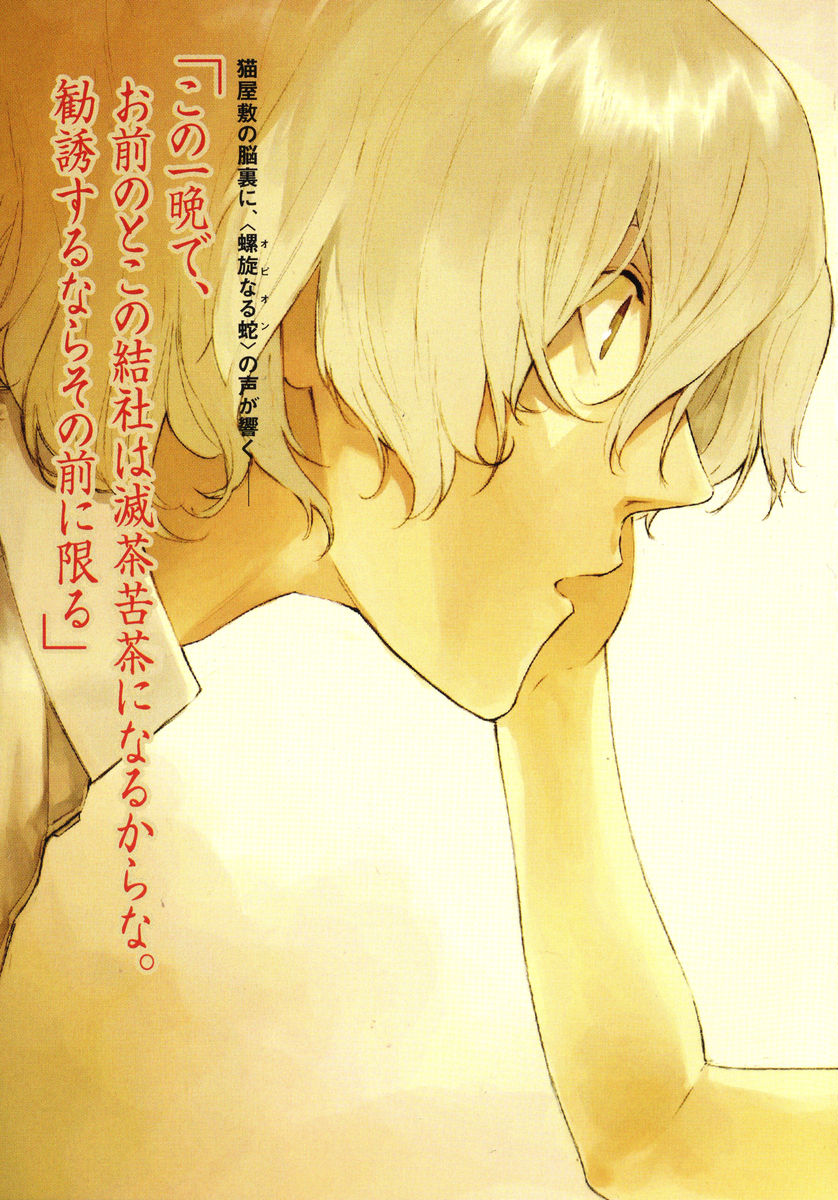 猫屋敷の脳裏に、〈螺旋なる蛇〉の声が響く――
オピオン
「この一晩で、
お前のとこの結社は滅茶苦茶になるからな。
勧誘するならその前に限る」